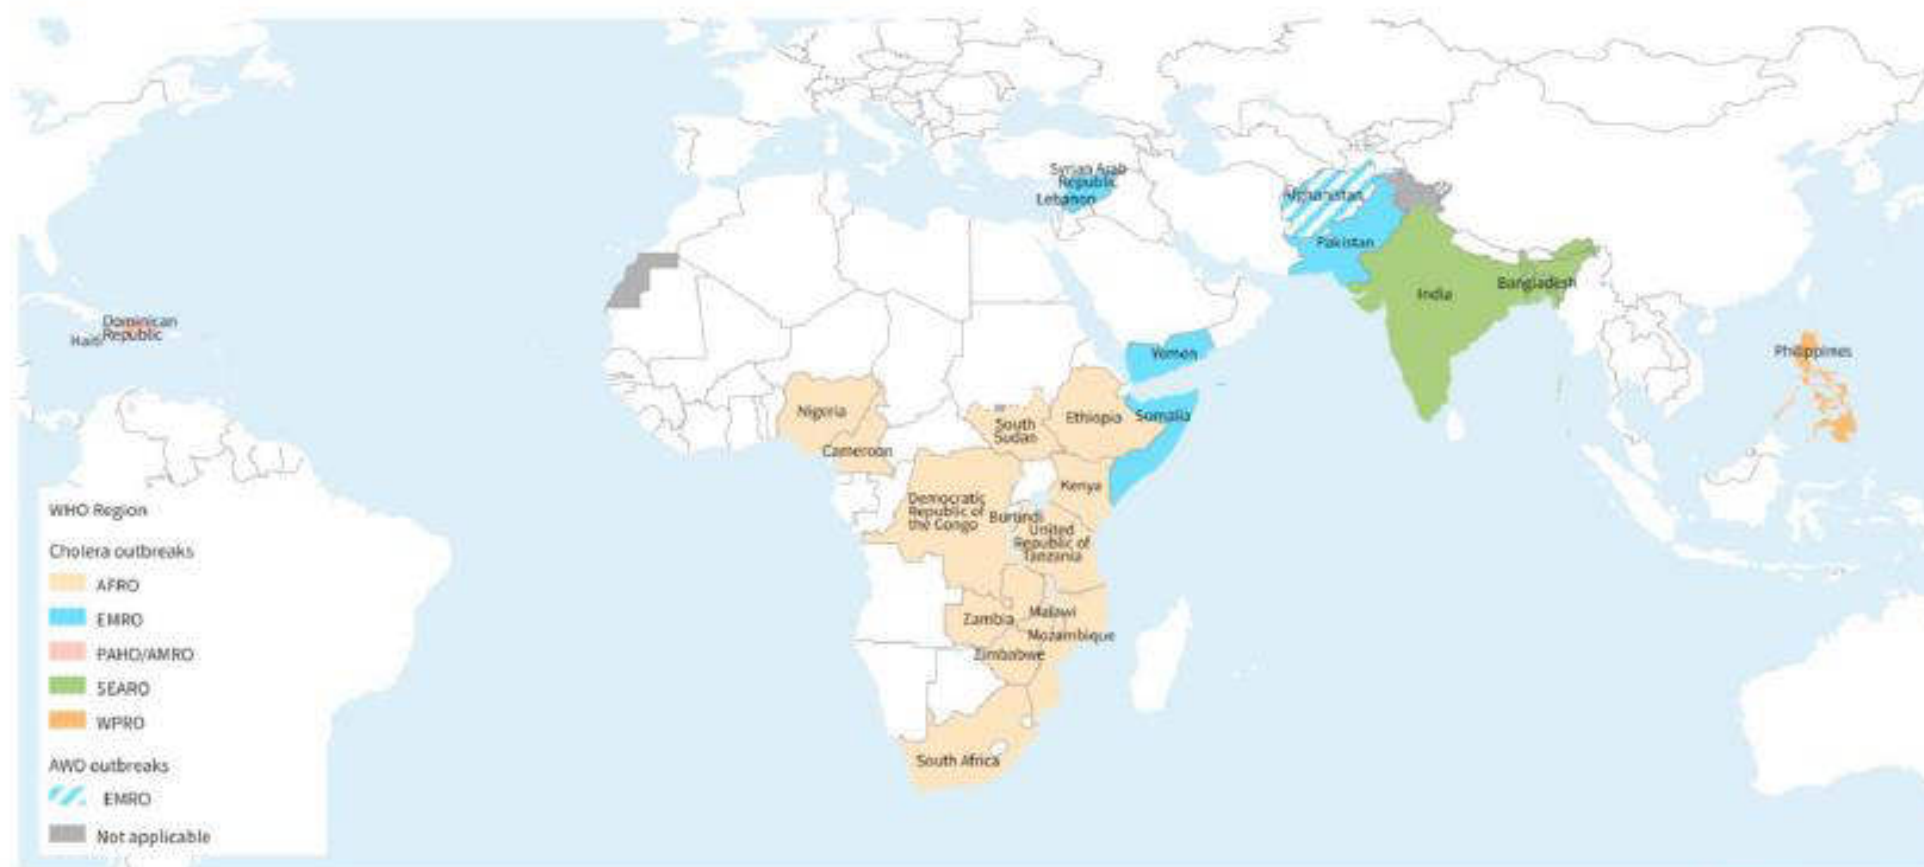 Syrian Arab
Republic
Lebanon
Afghanistan
Pakistan
India
Bangladesh
Dominican
Republic
Haiti
Yemen
Philippines
Nigeria
Cameroon
South
Sudan
Ethiopia
Somalia
Kenya
Democratic
Republic of
the Congo
Burundi
United
Republic of
Tanzania
Zambia
Malawi
Mozambique
Zimbabwe
South Africa
WHO Region
Cholera outbreaks
AFRO
EMRO
PAHO/AMRO
SEARO
WPRO
AWD outbreaks
EMRO
Not applicable